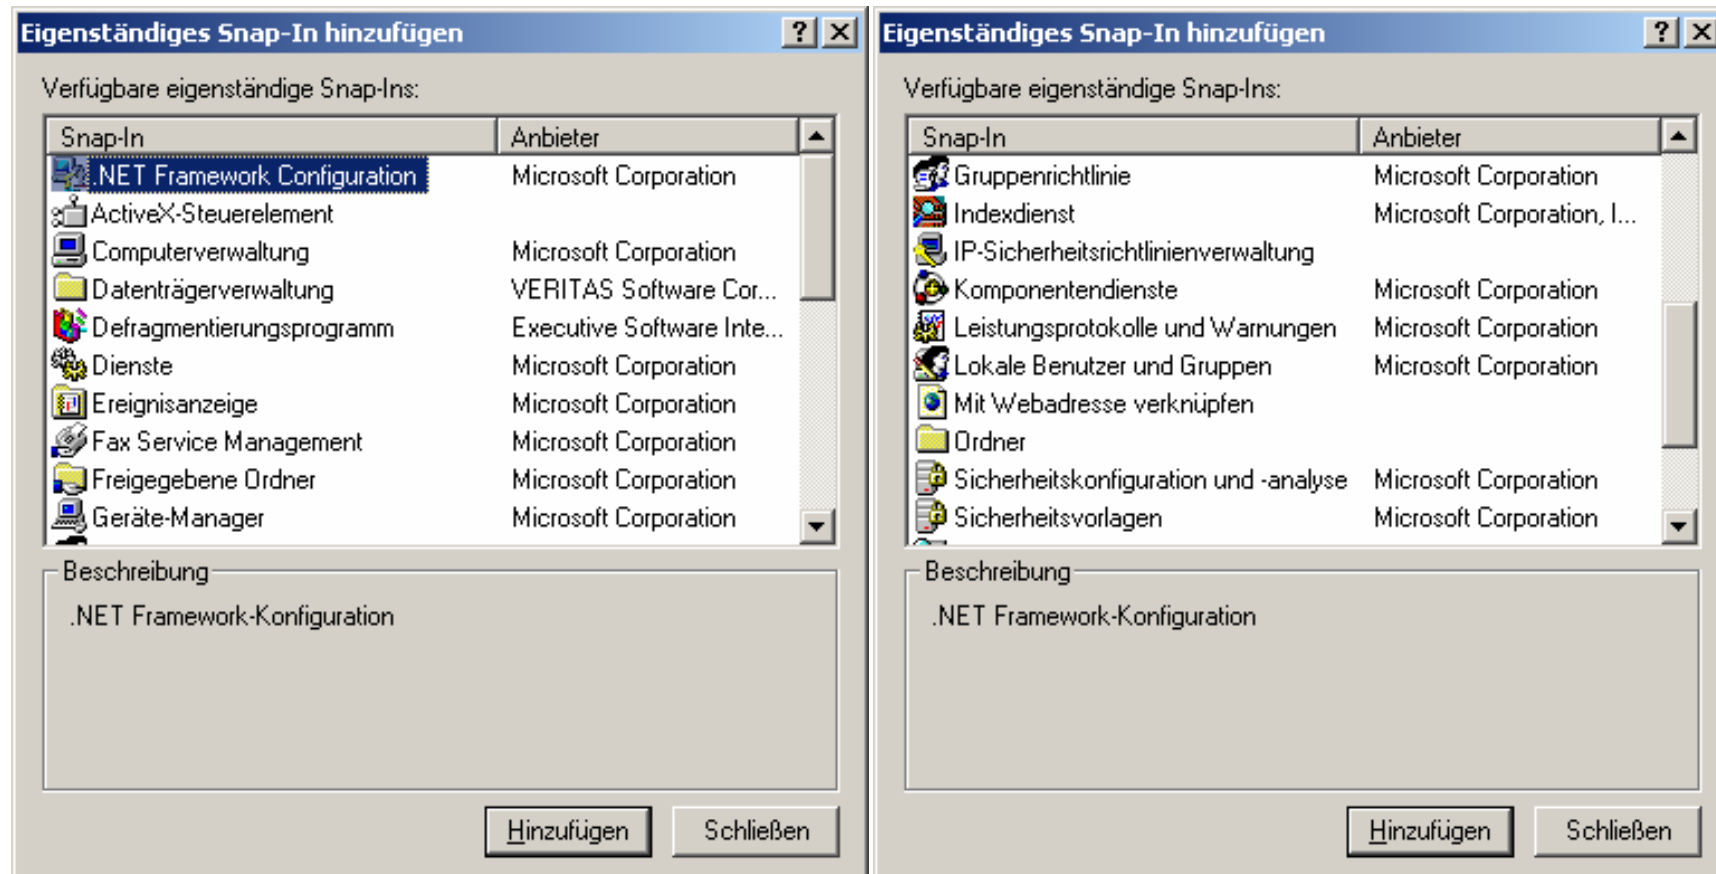 Eigenständiges Snap-In hinzufügen
Verfügbare eigenständige Snap-Ins:
Snap-In Anbieter
.NET Framework Configuration Microsoft Corporation
ActiveX-Steuerelement
Computerverwaltung Microsoft Corporation
Datenträgerverwaltung VERITAS Software Cor...
Defragmentierungsprogramm Executive Software Inte...
Dienste Microsoft Corporation
Ereignisanzeige Microsoft Corporation
Fax Service Management Microsoft Corporation
Freigegebene Ordner Microsoft Corporation
Geräte-Manager Microsoft Corporation
Beschreibung
.NET Framework-Konfiguration
Hinzufügen Schließen
Eigenständiges Snap-In hinzufügen
Verfügbare eigenständige Snap-Ins:
Snap-In Anbieter
Gruppenrichtlinie Microsoft Corporation
Indexdienst Microsoft Corporation, I...
IP-Sicherheitsrichtlinienverwaltung
Komponentendienste Microsoft Corporation
Leistungsprotokolle und Warnungen Microsoft Corporation
Lokale Benutzer und Gruppen Microsoft Corporation
Mit Webadresse verknüpfen
Ordner
Sicherheitskonfiguration und -analyse Microsoft Corporation
Sicherheitsvorlagen Microsoft Corporation
Beschreibung
.NET Framework-Konfiguration
Hinzufügen Schließen